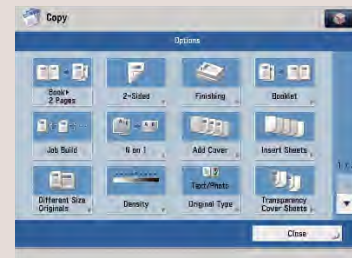 Copy
Options
Book▸
2 Pages
2-Sided
Finishing
Booklet
Job Build
N on 1
Add Cover
Insert Sheets
Different Size
Originals
Density
Text/Photo
Original Type
Transparency
Cover Sheets
Close